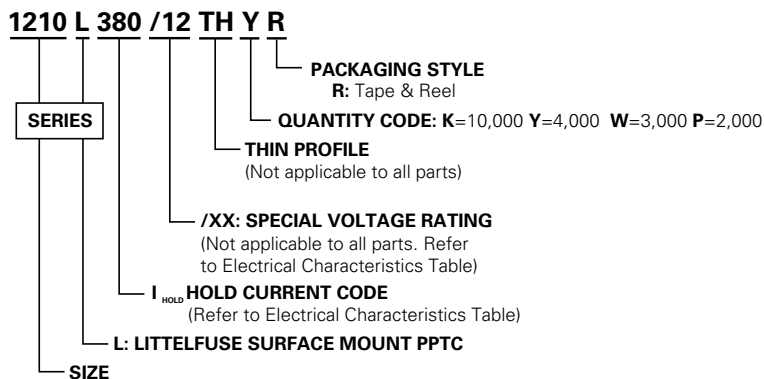 1210 L 380 /12 TH Y R
PACKAGING STYLE
R: Tape & Reel
SERIES
QUANTITY CODE: K=10,000 Y=4,000 W=3,000 P=2,000
THIN PROFILE
(Not applicable to all parts)
/XX: SPECIAL VOLTAGE RATING
(Not applicable to all parts. Refer
to Electrical Characteristics Table)
I HOLD HOLD CURRENT CODE
(Refer to Electrical Characteristics Table)
L: LITTELFUSE SURFACE MOUNT PPTC
SIZE